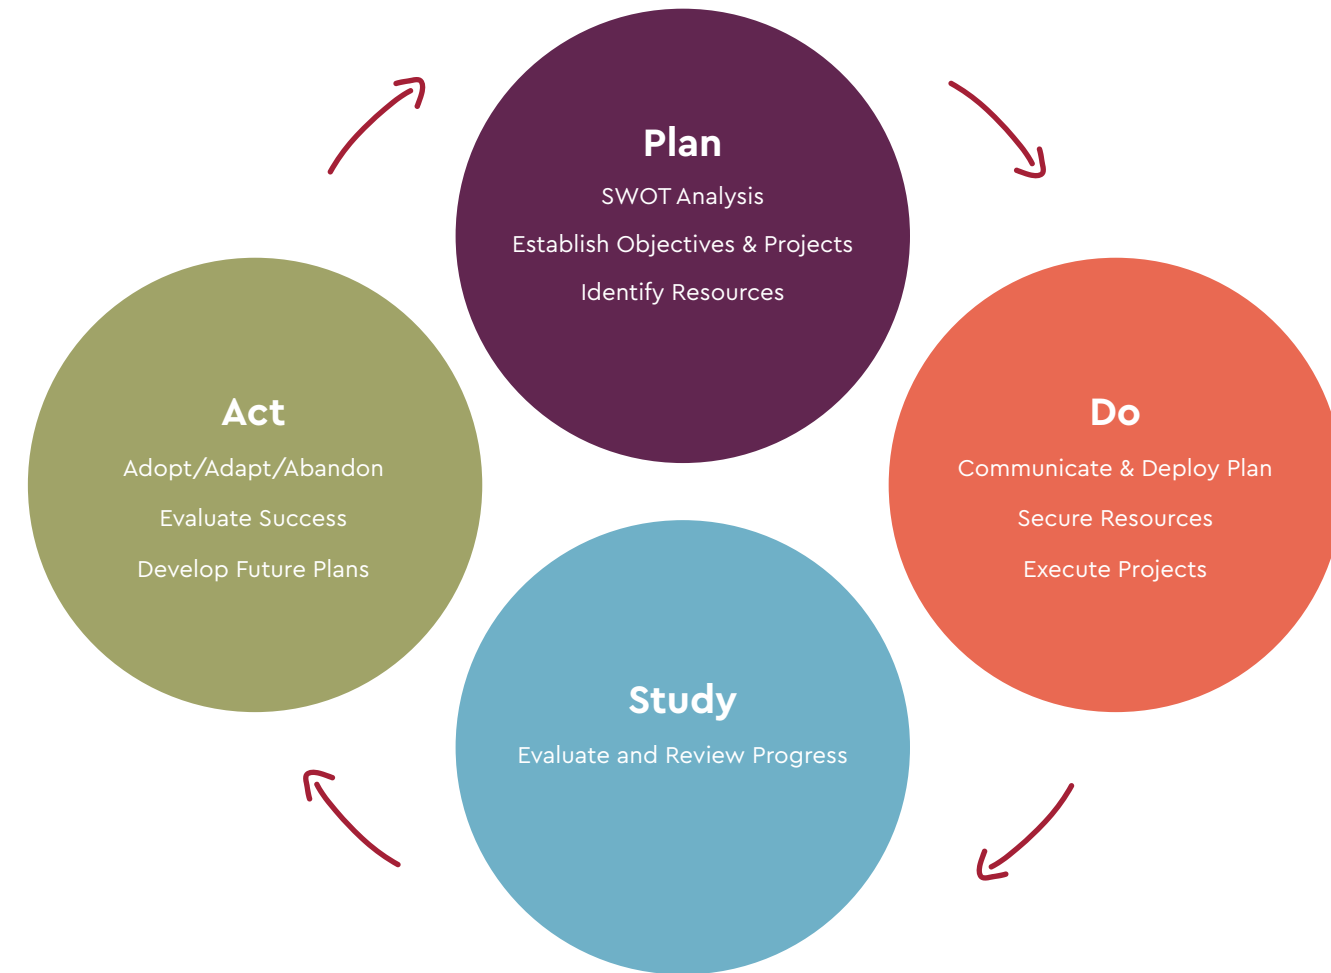 Plan
SWOT Analysis
Establish Objectives & Projects
Identify Resources
Do
Communicate & Deploy Plan
Secure Resources
Execute Projects
Study
Evaluate and Review Progress
Act
Adopt/Adapt/Abandon
Evaluate Success
Develop Future Plans